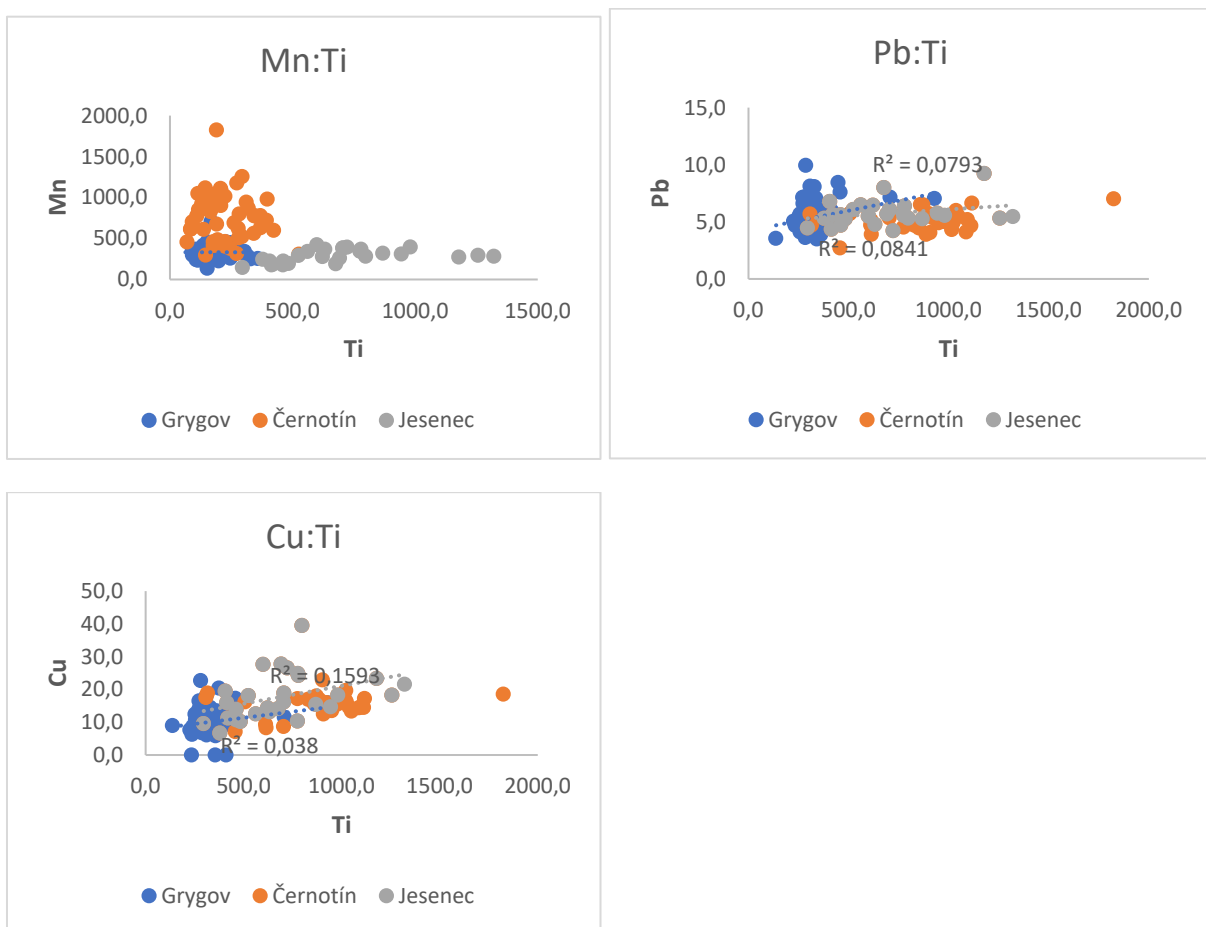 Mn:Ti
2000,0
1500,0
1000,0
500,0
0,0
Mn
0,0 500,0 1000,0 1500,0
Ti
Grygov Černotín Jesenec
Pb:Ti
15,0
10,0
5,0
0,0
Pb
R² = 0,0793
R² = 0,0841
0,0 500,0 1000,0 1500,0 2000,0
Ti
Grygov Černotín Jesenec
Cu:Ti
50,0
40,0
30,0
20,0
10,0
0,0
Cu
R² = 0,1593
R² = 0,038
0,0 500,0 1000,0 1500,0 2000,0
Ti
Grygov Černotín Jesenec